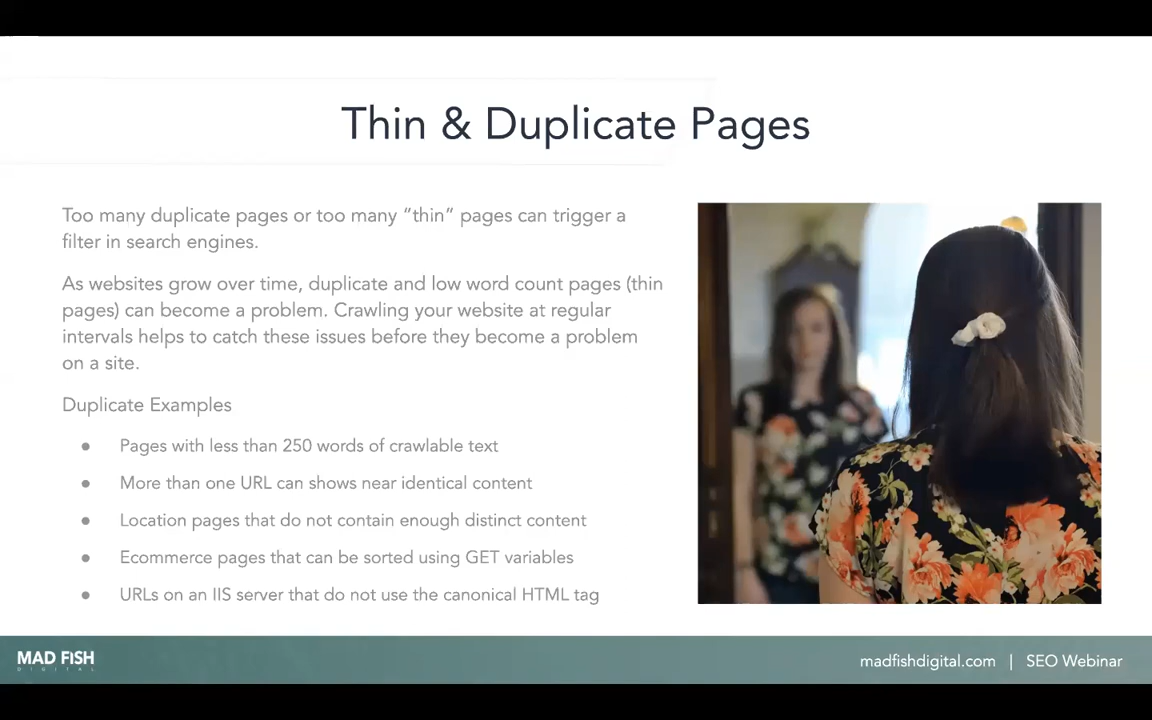 Thin & Duplicate Pages
Too many duplicate pages or too many “thin” pages can trigger a
filter in search engines.
As websites grow over time, duplicate and low word count pages (thin
pages) can become a problem. Crawling your website at regular
intervals helps to catch these issues before they become a problem
on a site.
Duplicate Examples
● Pages with less than 250 words of crawlable text
● More than one URL can shows near identical content
● Location pages that do not contain enough distinct content
● Ecommerce pages that can be sorted using GET variables
● URLs on an IIS server that do not use the canonical HTML tag
MAD FISH
DIGITAL
madfishdigital.com | SEO Webinar